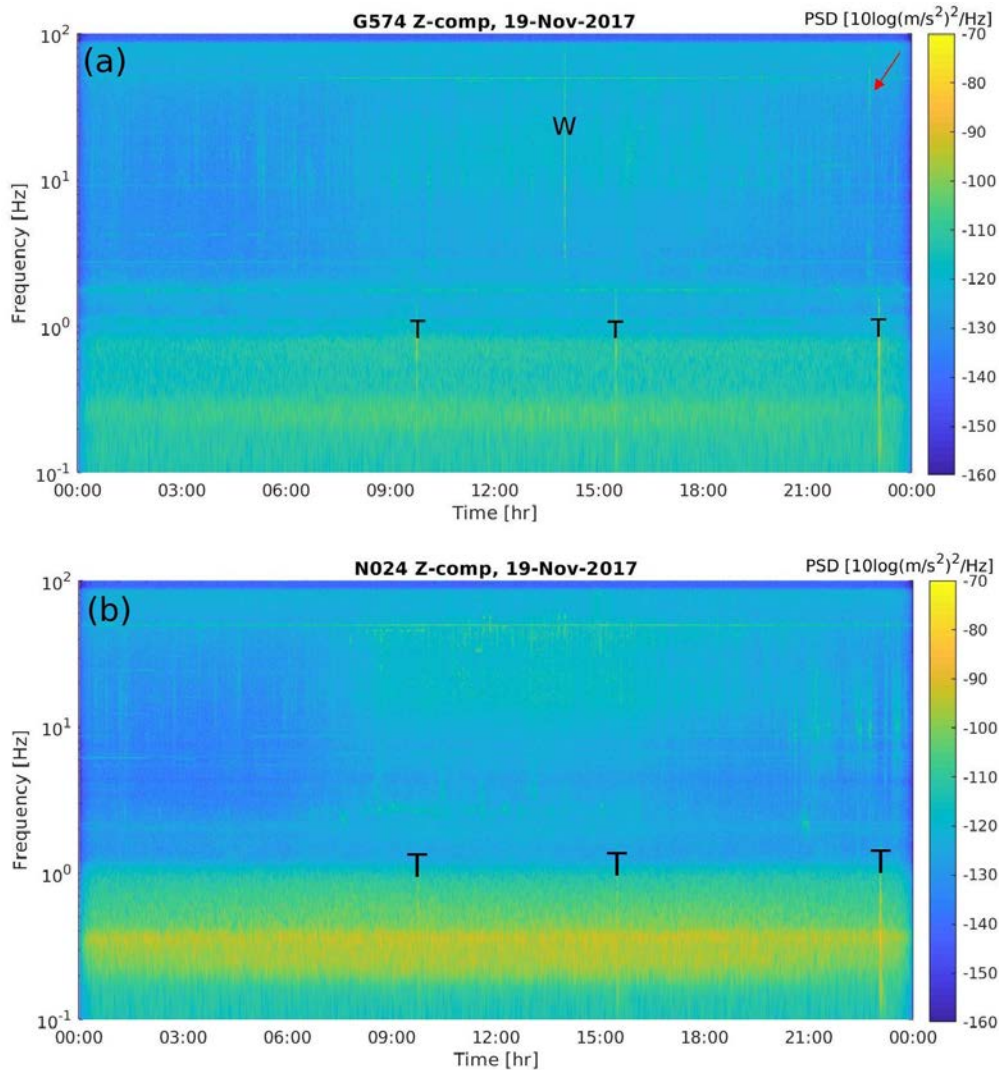 G574 Z-comp, 19-Nov-2017
PSD [10log(m/s²)²/Hz]
(a)
W
T T T
Frequency [Hz]
10²
10¹
10⁰
10⁻¹
00:00 03:00 06:00 09:00 12:00 15:00 18:00 21:00 00:00
Time [hr]
-70
-80
-90
-100
-110
-120
-130
-140
-150
-160
N024 Z-comp, 19-Nov-2017
PSD [10log(m/s²)²/Hz]
(b)
T T T
Frequency [Hz]
10²
10¹
10⁰
10⁻¹
00:00 03:00 06:00 09:00 12:00 15:00 18:00 21:00 00:00
Time [hr]
-70
-80
-90
-100
-110
-120
-130
-140
-150
-160